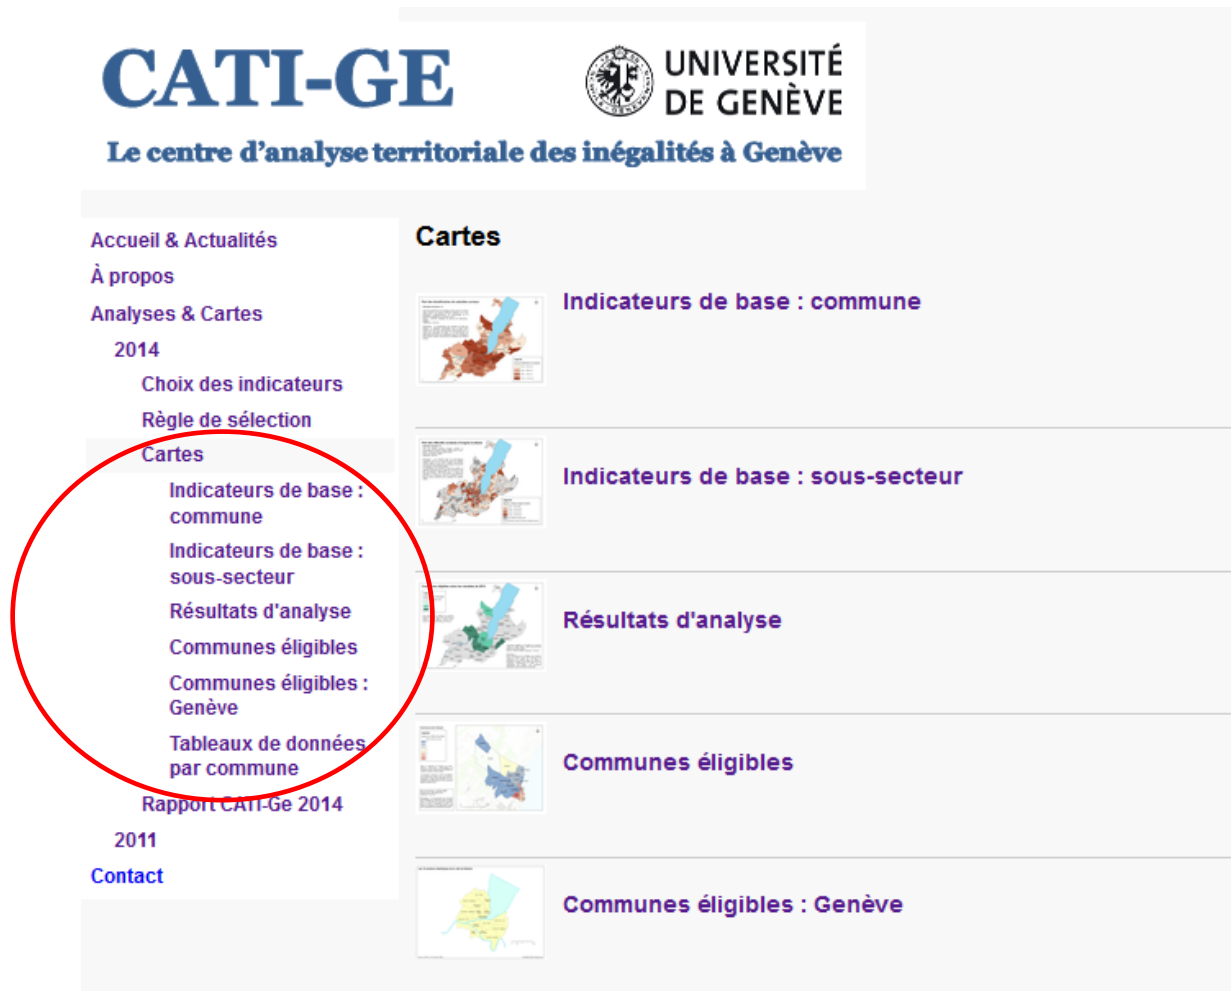 CATI-GE
UNIVERSITÉ
DE GENÈVE
Le centre d'analyse territoriale des inégalités à Genève
Accueil & Actualités
À propos
Analyses & Cartes
2014
Choix des indicateurs
Règle de sélection
Cartes
Indicateurs de base :
commune
Indicateurs de base :
sous-secteur
Résultats d'analyse
Communes éligibles
Communes éligibles :
Genève
Tableaux de données
par commune
Rapport CATI-Ge 2014
2011
Contact
Cartes
Indicateurs de base : commune
Indicateurs de base : sous-secteur
Résultats d'analyse
Communes éligibles
Communes éligibles : Genève